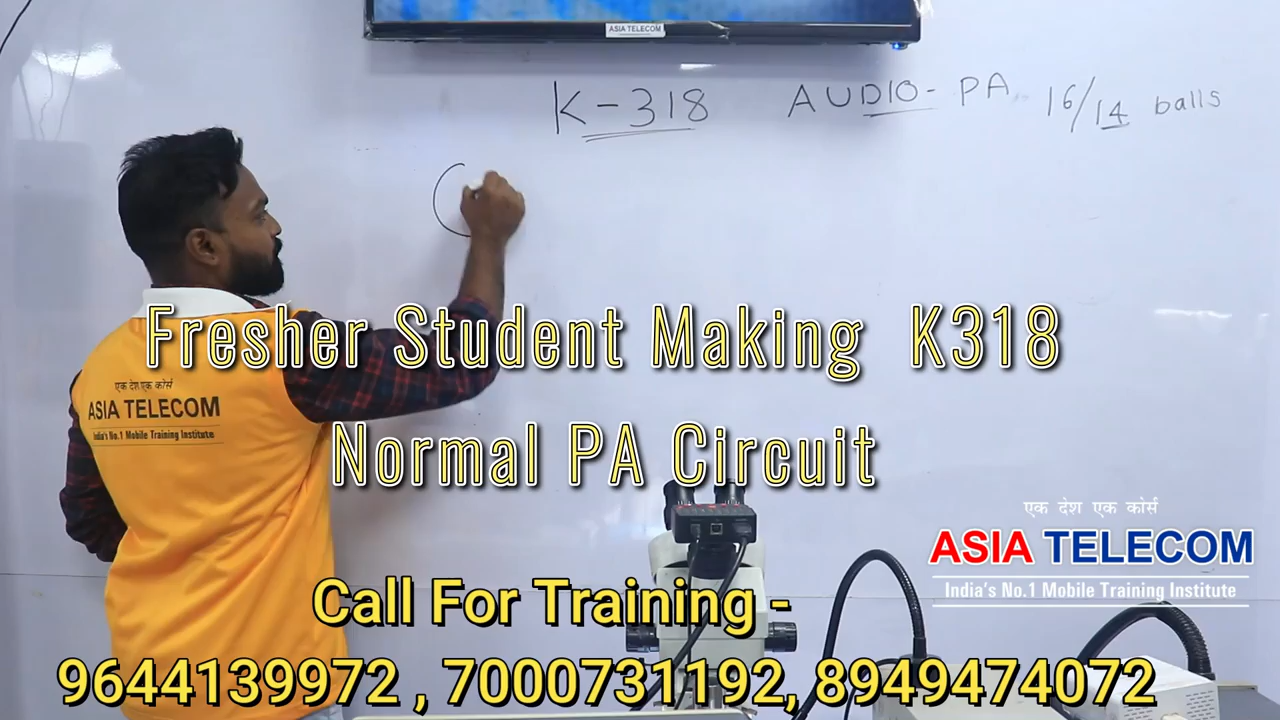 ASIA TELECOM
K-318 AUDIO-PA 16/14 balls
Fresher Student Making K318
Normal PA Circuit
एक देश एक कोर्स
ASIA TELECOM
India's No.1 Mobile Training Institute
एक देश एक कोर्स
ASIA TELECOM
India's No.1 Mobile Training Institute
Call For Training -
9644139972 , 7000731192, 8949474072